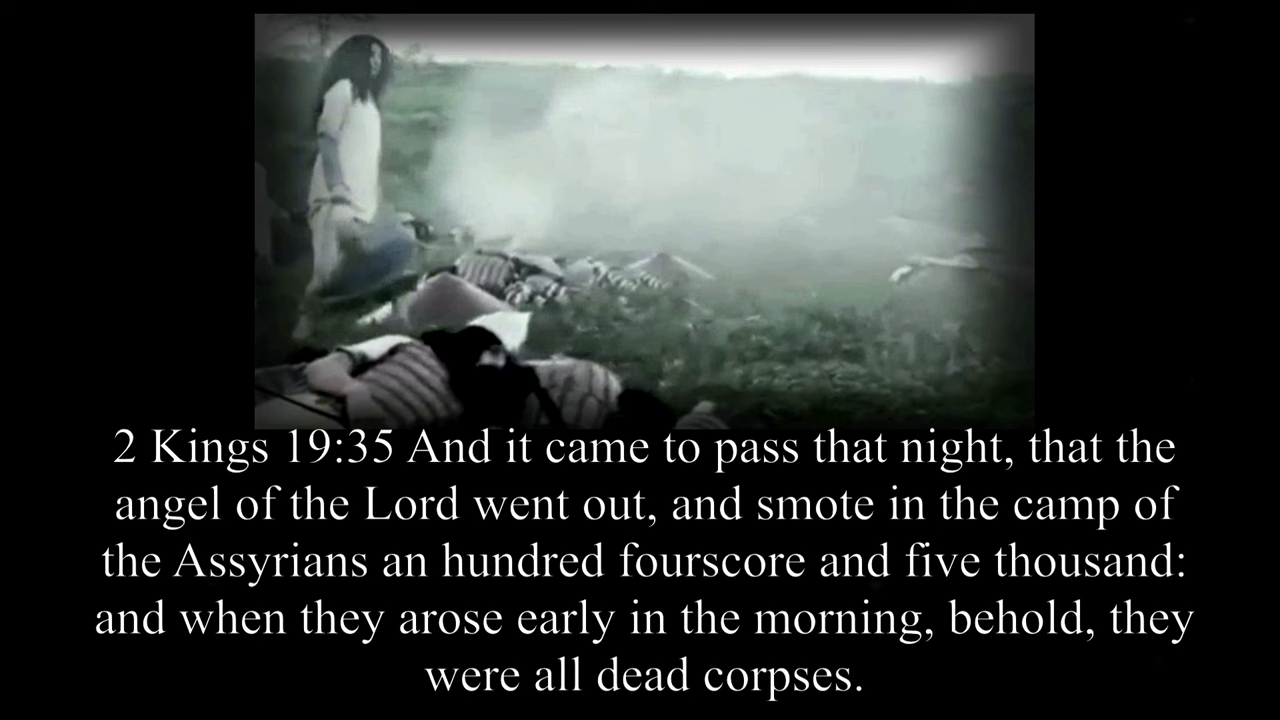 2 Kings 19:35 And it came to pass that night, that the
angel of the Lord went out, and smote in the camp of
the Assyrians an hundred fourscore and five thousand:
and when they arose early in the morning, behold, they
were all dead corpses.